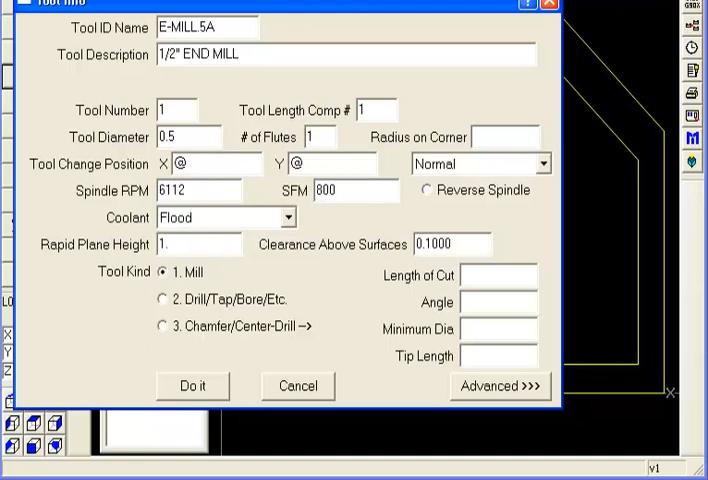 Tool Info
Tool ID Name E-MILL.5A
Tool Description 1/2" END MILL
Tool Number 1 Tool Length Comp # 1
Tool Diameter 0.5 # of Flutes 1 Radius on Corner
Tool Change Position X @ Y @ Normal
Spindle RPM 6112 SFM 800 Reverse Spindle
Coolant Flood
Rapid Plane Height 1. Clearance Above Surfaces 0.1000
Tool Kind 1. Mill Length of Cut
2. Drill/Tap/Bore/Etc. Angle
3. Chamfer/Center-Drill -> Minimum Dia
Tip Length
Do it Cancel Advanced >>>
X
Y
Z
X
v1